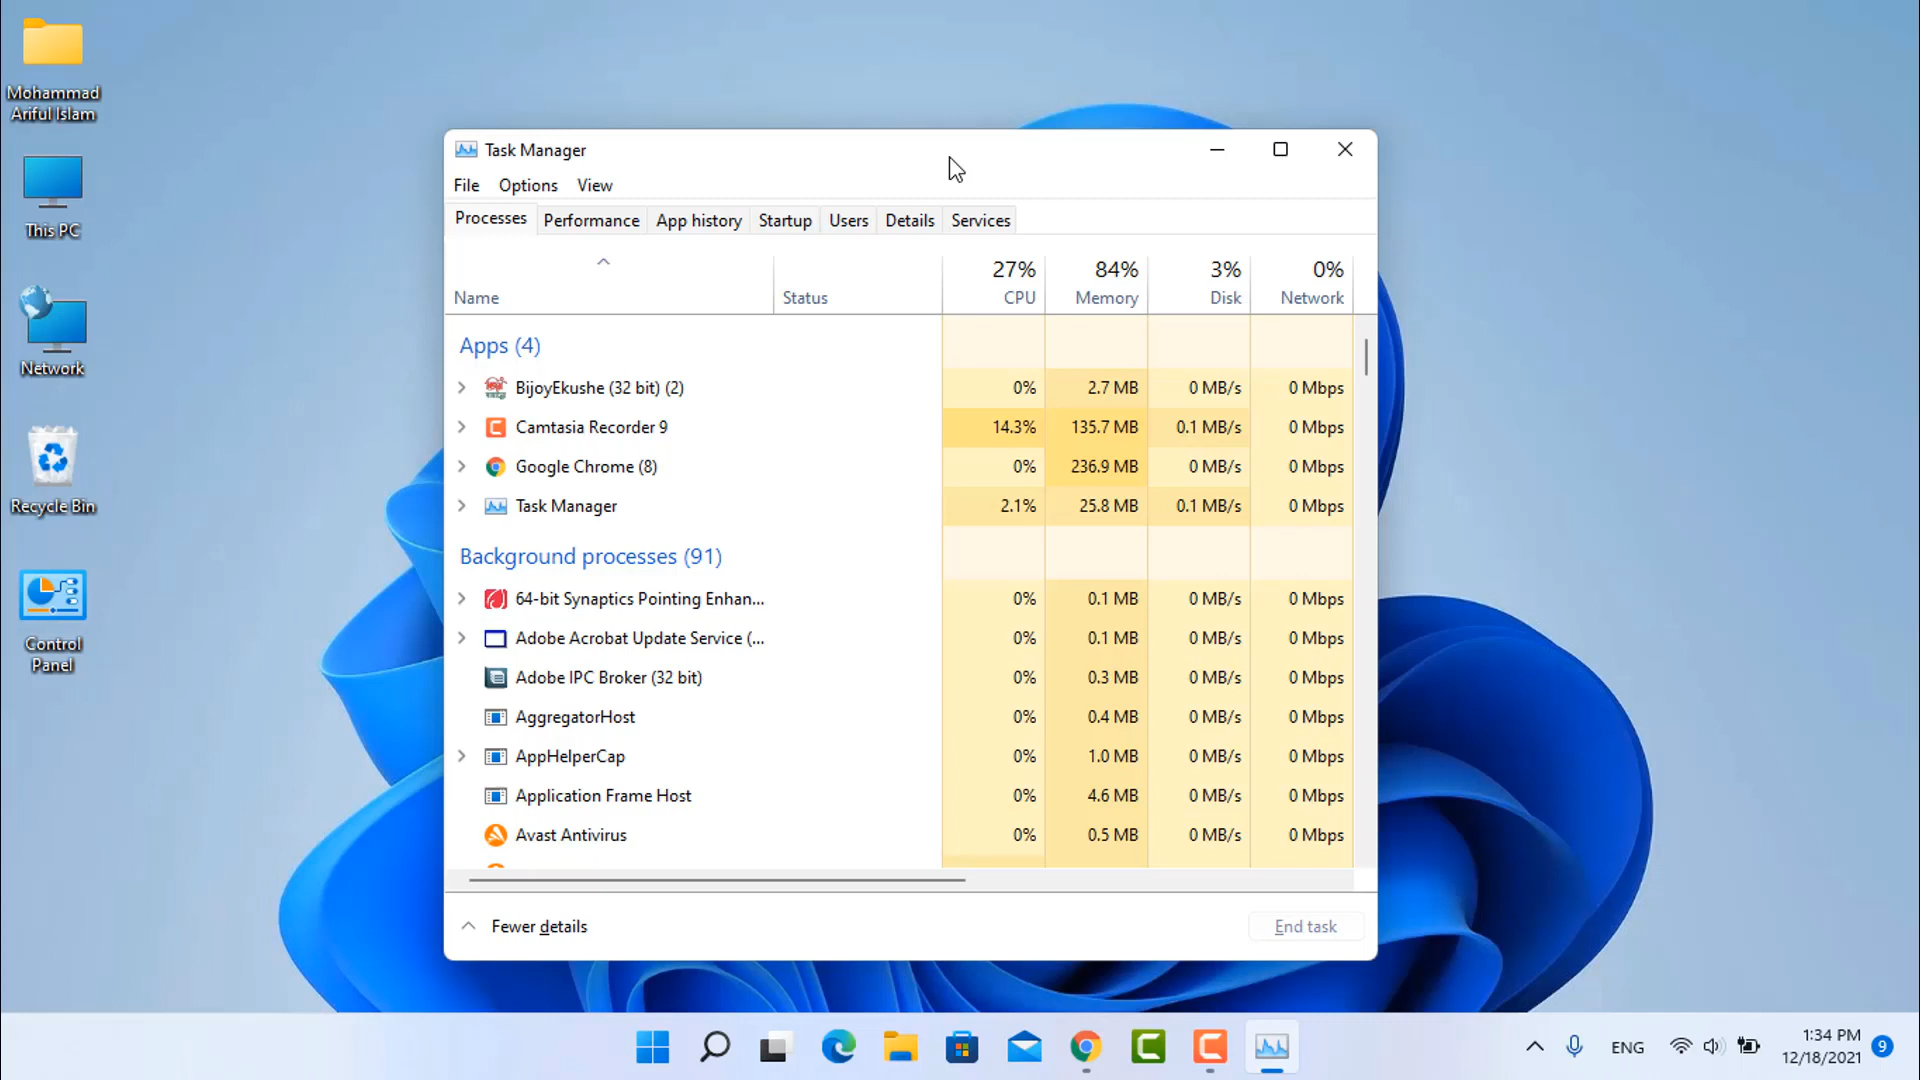 Mohammad
Ariful Islam
This PC
Network
Recycle Bin
Control
Panel
Task Manager
File Options View
Processes Performance App history Startup Users Details Services
27% 84% 3% 0%
Name Status CPU Memory Disk Network
Apps (4)
BijoyEkushe (32 bit) (2) 0% 2.7 MB 0 MB/s 0 Mbps
Camtasia Recorder 9 14.3% 135.7 MB 0.1 MB/s 0 Mbps
Google Chrome (8) 0% 236.9 MB 0 MB/s 0 Mbps
Task Manager 2.1% 25.8 MB 0.1 MB/s 0 Mbps
Background processes (91)
64-bit Synaptics Pointing Enhan... 0% 0.1 MB 0 MB/s 0 Mbps
Adobe Acrobat Update Service (... 0% 0.1 MB 0 MB/s 0 Mbps
Adobe IPC Broker (32 bit) 0% 0.3 MB 0 MB/s 0 Mbps
AggregatorHost 0% 0.4 MB 0 MB/s 0 Mbps
AppHelperCap 0% 1.0 MB 0 MB/s 0 Mbps
Application Frame Host 0% 4.6 MB 0 MB/s 0 Mbps
Avast Antivirus 0% 0.5 MB 0 MB/s 0 Mbps
Fewer details End task
ENG 1:34 PM
12/18/2021 9